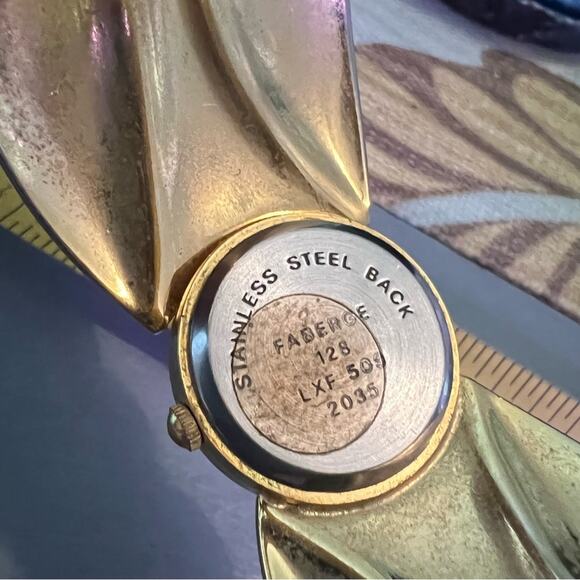 STAINLESS STEEL BACK
FABERGE
128
LXF 509
2035